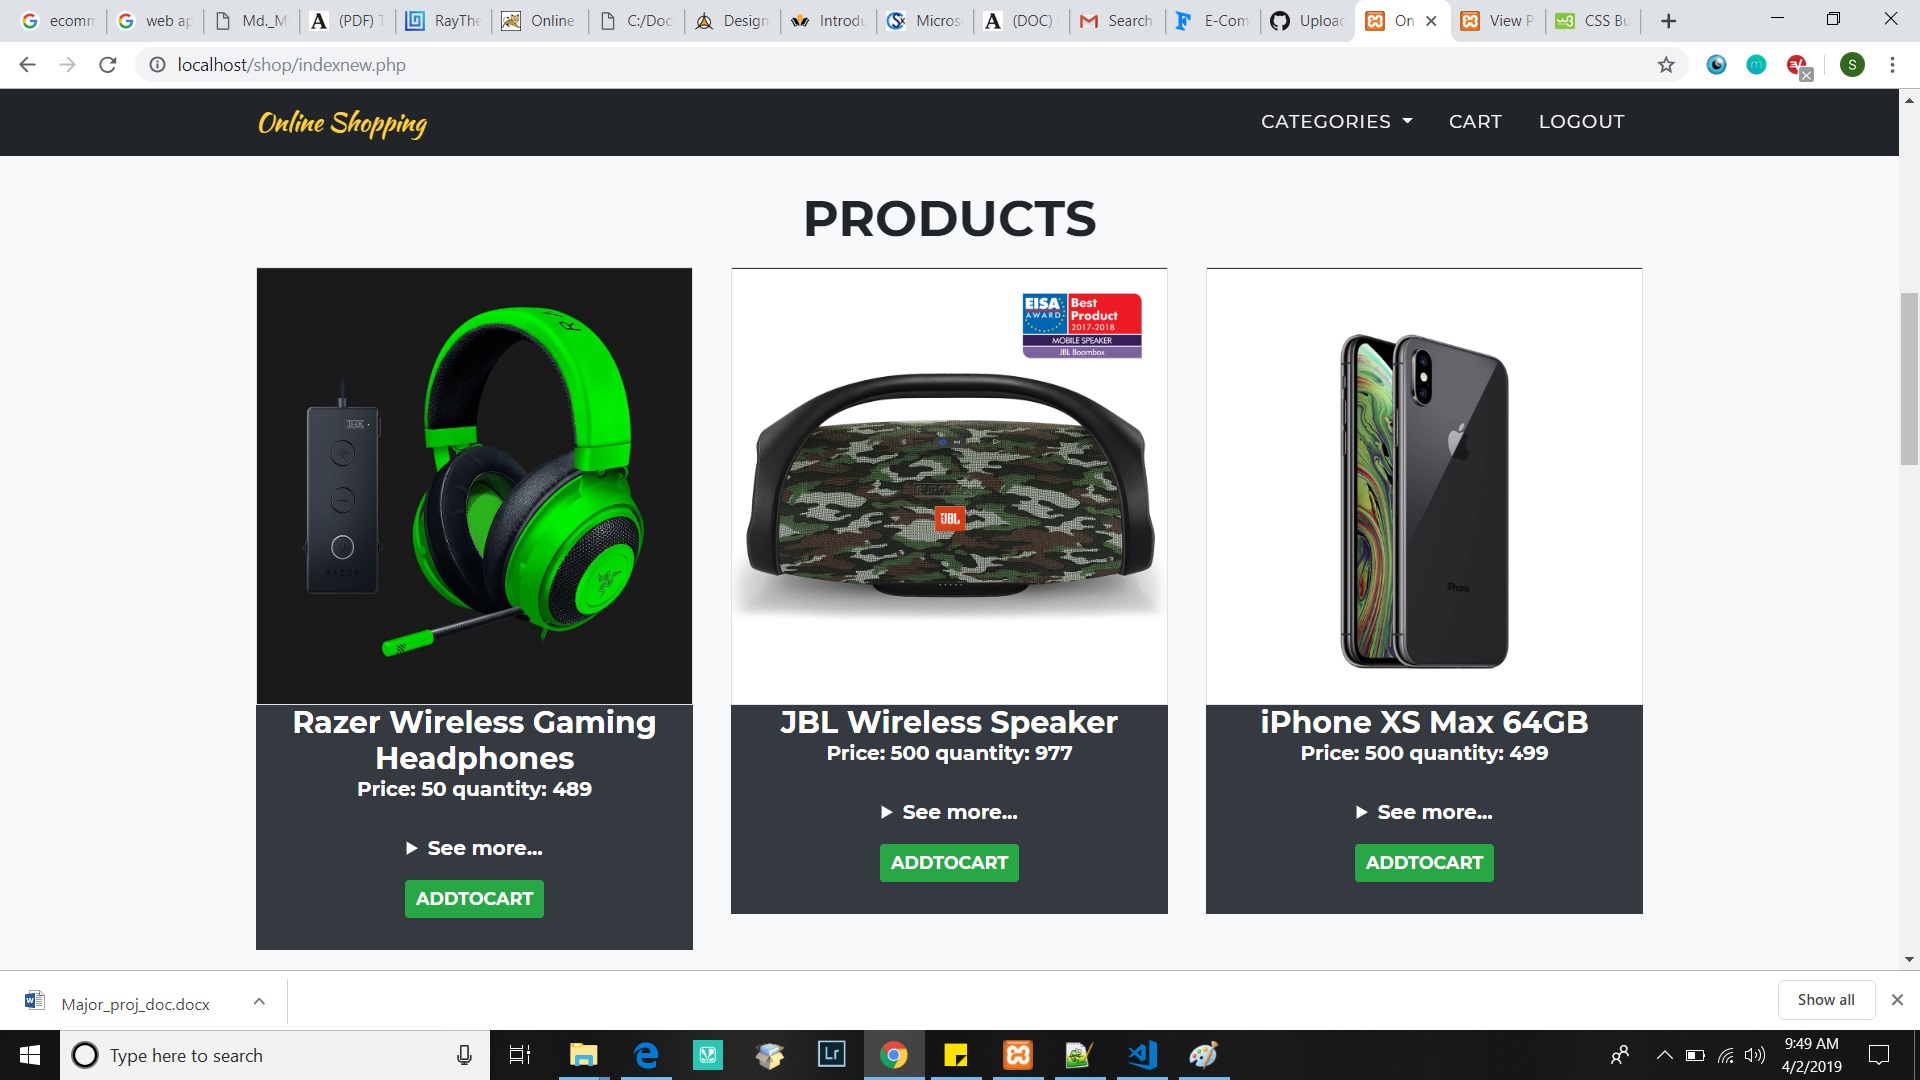 ecomm
web ap
Md._M
(PDF) T
RayThe
Online
C:/Doc
Design
Introdu
Micros
(DOC)
Search
E-Com
Upload
On
View P
CSS Bu
localhost/shop/indexnew.php
S
Online Shopping
CATEGORIES
CART
LOGOUT
PRODUCTS
THX
RAZER
EISA
AWARD
Best
Product
2017-2018
MOBILE SPEAKER
JBL Boombox
JBL
iPhone
Razer Wireless Gaming
Headphones
Price: 50 quantity: 489
See more...
ADDTOCART
JBL Wireless Speaker
Price: 500 quantity: 977
See more...
ADDTOCART
iPhone XS Max 64GB
Price: 500 quantity: 499
See more...
ADDTOCART
Major_proj_doc.docx
Show all
Type here to search
Lr
9:49 AM
4/2/2019